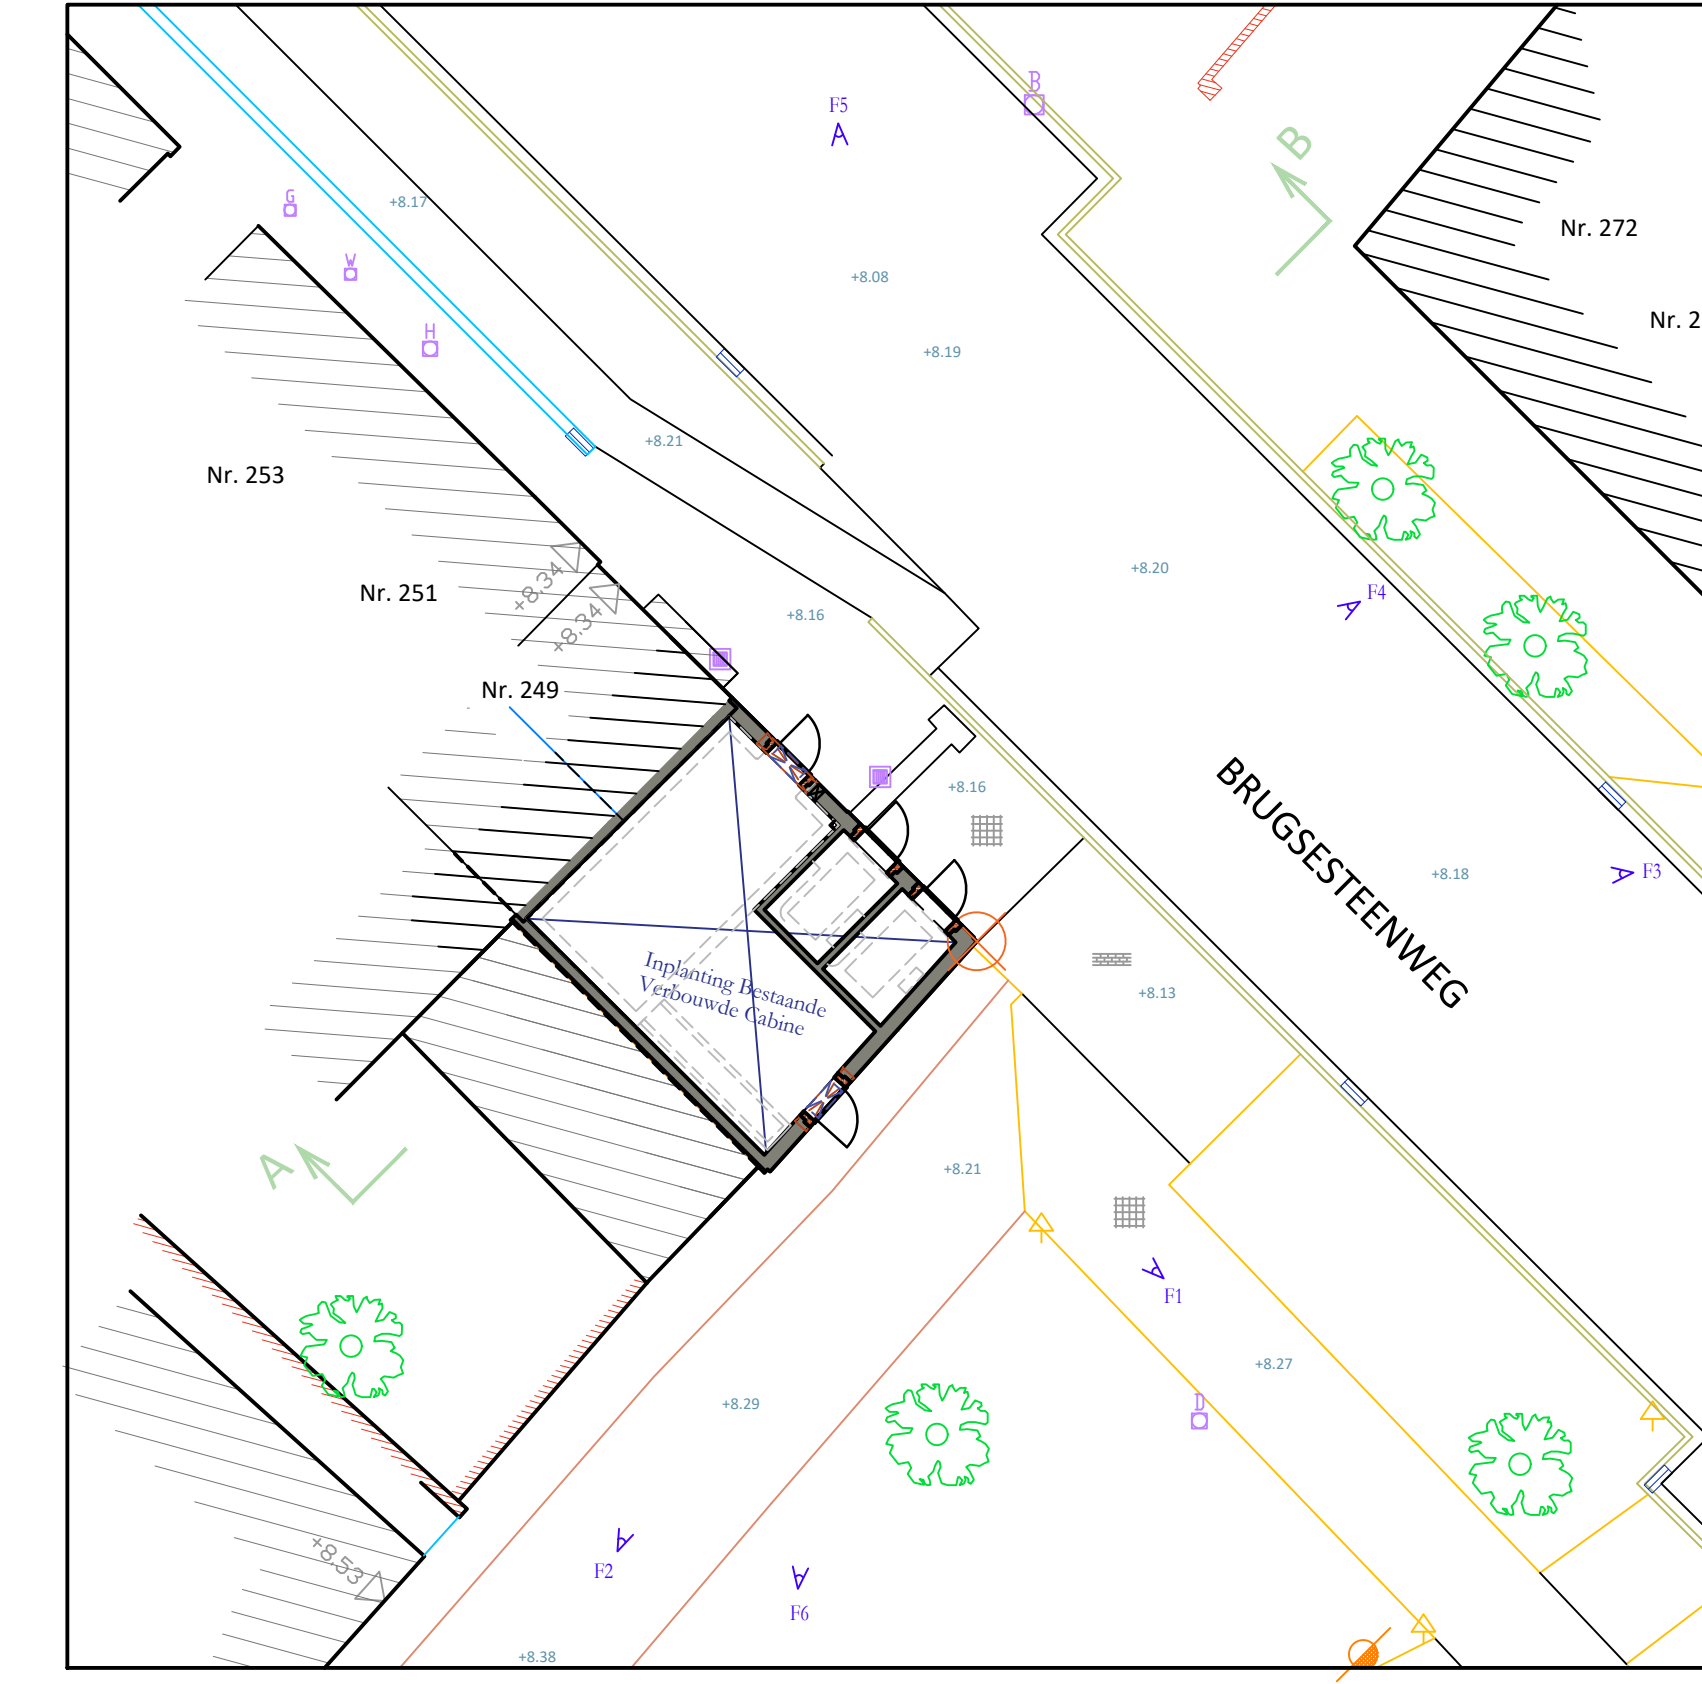 B
F5
B
G
+8.17
Nr. 272
W
+8.08
Nr. 2
H
+8.19
+8.21
Nr. 253
+8.20
+8.34
Nr. 251
F4
+8.34
+8.16
Nr. 249
+8.16
BRUGSESTEENWEG
+8.18
F3
Inplanting Bestaande
Verbouwde Cabine
+8.13
A
+8.21
F1
+8.27
+8.29
D
+8.53
F2
F6
+8.38